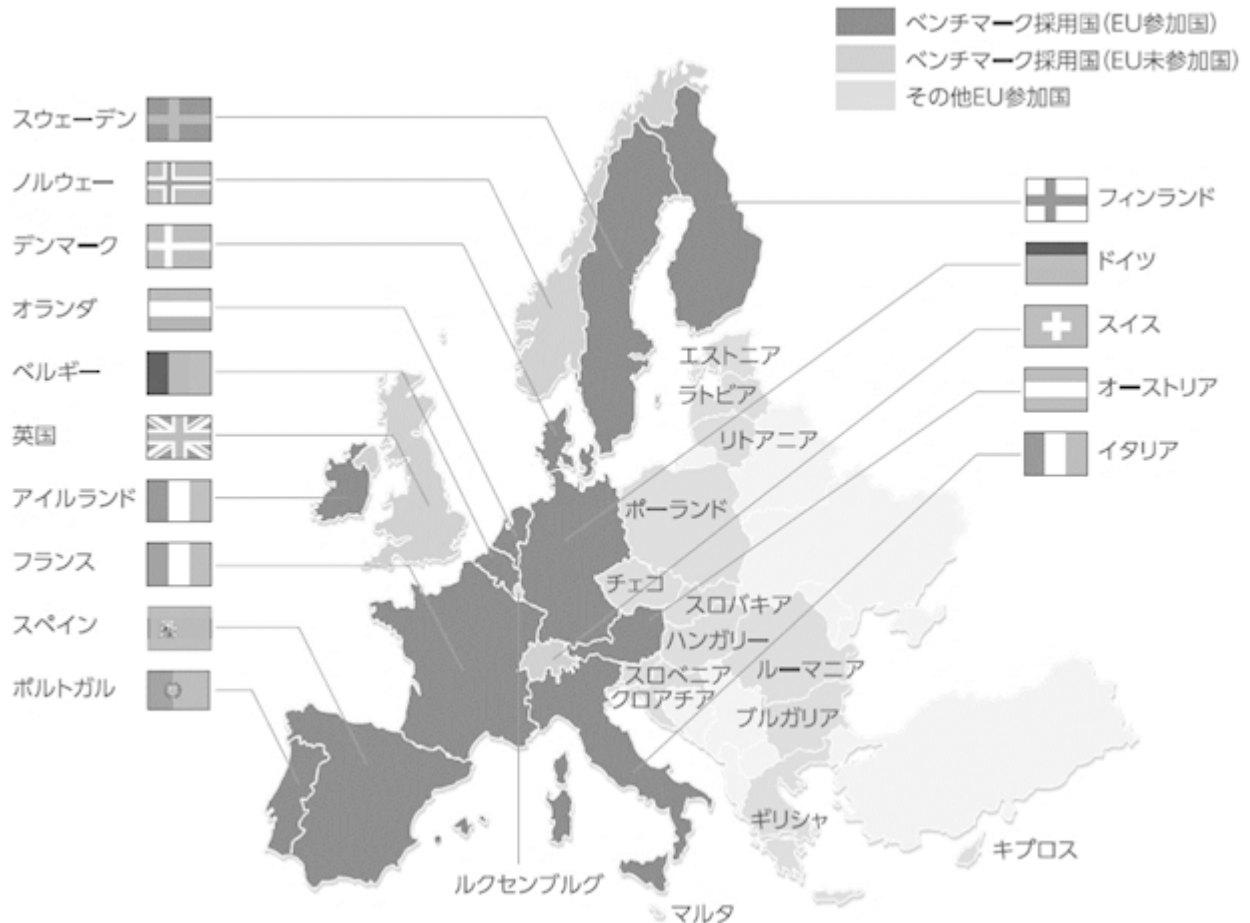 ベンチマーク採用国(EU参加国)
ベンチマーク採用国(EU未参加国)
その他EU参加国
スウェーデン
ノルウェー
デンマーク
オランダ
ベルギー
英国
アイルランド
フランス
スペイン
ポルトガル
フィンランド
ドイツ
スイス
オーストリア
イタリア
エストニア
ラトビア
リトアニア
ポーランド
チェコ
スロバキア
ハンガリー
スロベニア
ルーマニア
クロアチア
ブルガリア
ギリシャ
キプロス
ルクセンブルグ
マルタ